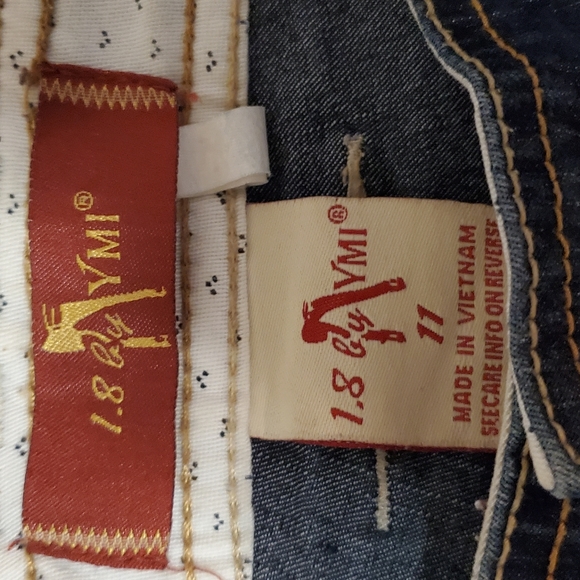 1.8 by YMI®
1.8 by YMI®
11
MADE IN VIETNAM
SEE CARE INFO ON REVERSE